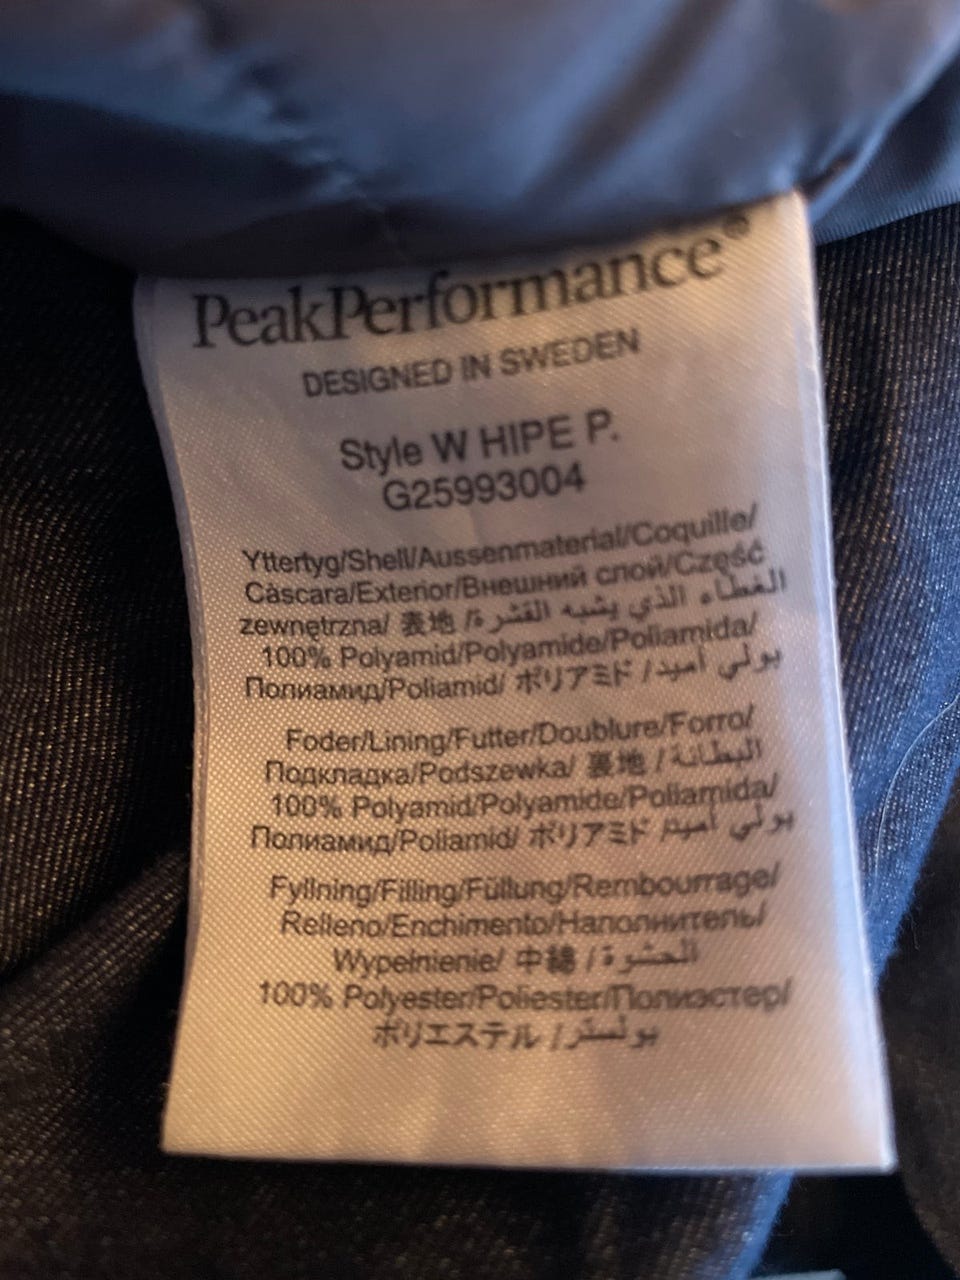 PeakPerformance®
DESIGNED IN SWEDEN
Style W HIPE P.
G25993004
Yttertyg/Shell/Aussenmaterial/Coquille/
Càscara/Exterior/Внешний слой/Część
zewnętrzna/ 表地 /الغطاء الذي يشبه القشرة
100% Polyamid/Polyamide/Poliamida/
Полиамид/Poliamid/ ポリアミド /بولي أميد
Foder/Lining/Futter/Doublure/Forro/
Подкладка/Podszewka/ 裏地 /البطانة
100% Polyamid/Polyamide/Poliamida/
Полиамид/Poliamid/ ポリアミド /بولي أميد
Fyllning/Filling/Füllung/Rembourrage/
Relleno/Enchimento/Наполнитель/
Wypełnienie/ 中綿 /الحشوة
100% Polyester/Poliester/Полиэстер/
ポリエステル /بولستر